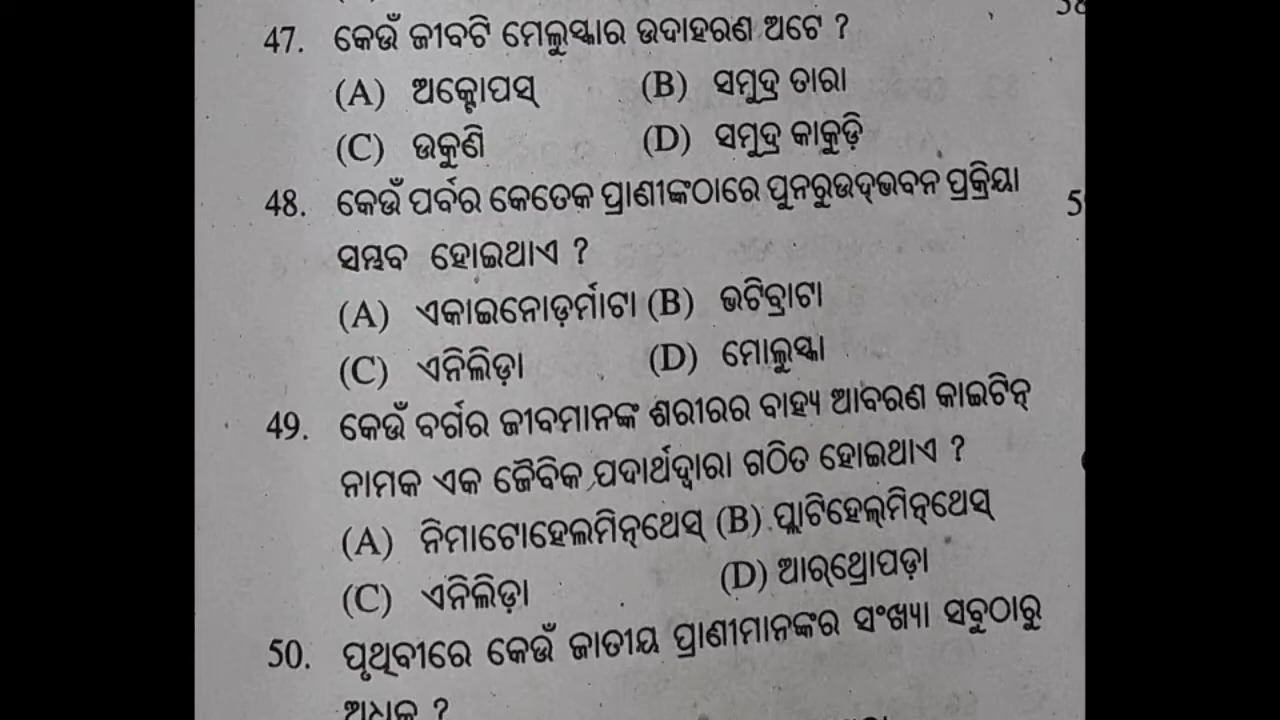 47. କେଉଁ ଜୀବଟି ମେଲୁସ୍କାର ଉଦାହରଣ ଅଟେ ?
(A) ଅକ୍ଟୋପସ୍ (B) ସମୁଦ୍ର ତାରା
(C) ଉକୁଣି (D) ସମୁଦ୍ର କାକୁଡ଼ି
48. କେଉଁ ପର୍ବର କେତେକ ପ୍ରାଣୀଙ୍କଠାରେ ପୁନରୁଉଦ୍‌ଭବନ ପ୍ରକ୍ରିୟା
ସମ୍ଭବ ହୋଇଥାଏ ?
(A) ଏକାଇନୋଡ଼ର୍ମାଟା (B) ଭଟିବ୍ରାଟା
(C) ଏନିଲିଡ଼ା (D) ମୋଲୁସ୍କା
49. କେଉଁ ବର୍ଗର ଜୀବମାନଙ୍କ ଶରୀରର ବାହ୍ୟ ଆବରଣ କାଇଟିନ୍
ନାମକ ଏକ ଜୈବିକ ପଦାର୍ଥଦ୍ୱାରା ଗଠିତ ହୋଇଥାଏ ?
(A) ନିମାଟୋହେଲମିନ୍‌ଥେସ୍ (B) ପ୍ଲାଟିହେଲ୍‌ମିନ୍‌ଥେସ୍
(C) ଏନିଲିଡ଼ା (D) ଆର୍‌ଥ୍ରୋପଡ଼ା
50. ପୃଥିବୀରେ କେଉଁ ଜାତୀୟ ପ୍ରାଣୀମାନଙ୍କର ସଂଖ୍ୟା ସବୁଠାରୁ
ଅଧିକ ?